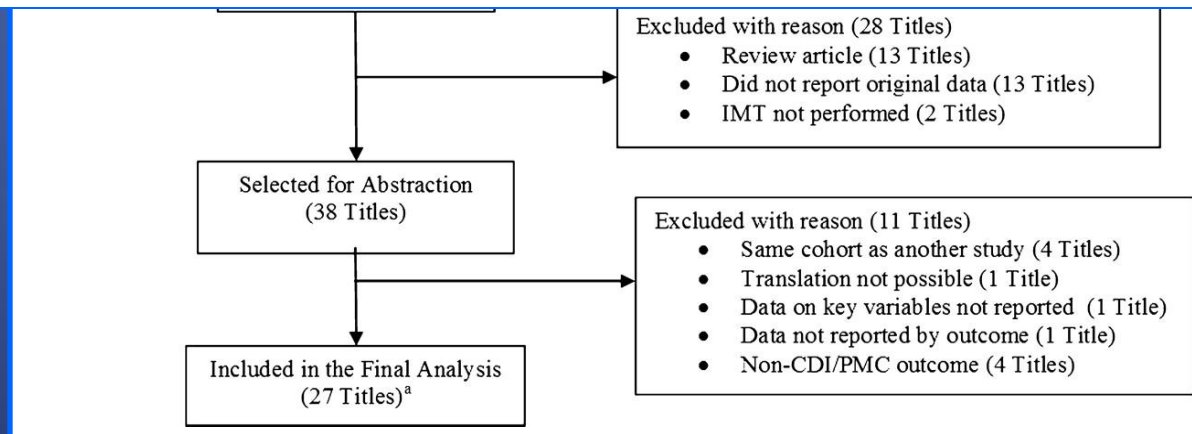 Excluded with reason (28 Titles)
• Review article (13 Titles)
• Did not report original data (13 Titles)
• IMT not performed (2 Titles)
Selected for Abstraction
(38 Titles)
Excluded with reason (11 Titles)
• Same cohort as another study (4 Titles)
• Translation not possible (1 Title)
• Data on key variables not reported (1 Title)
• Data not reported by outcome (1 Title)
• Non-CDI/PMC outcome (4 Titles)
Included in the Final Analysis
(27 Titles)ᵃ